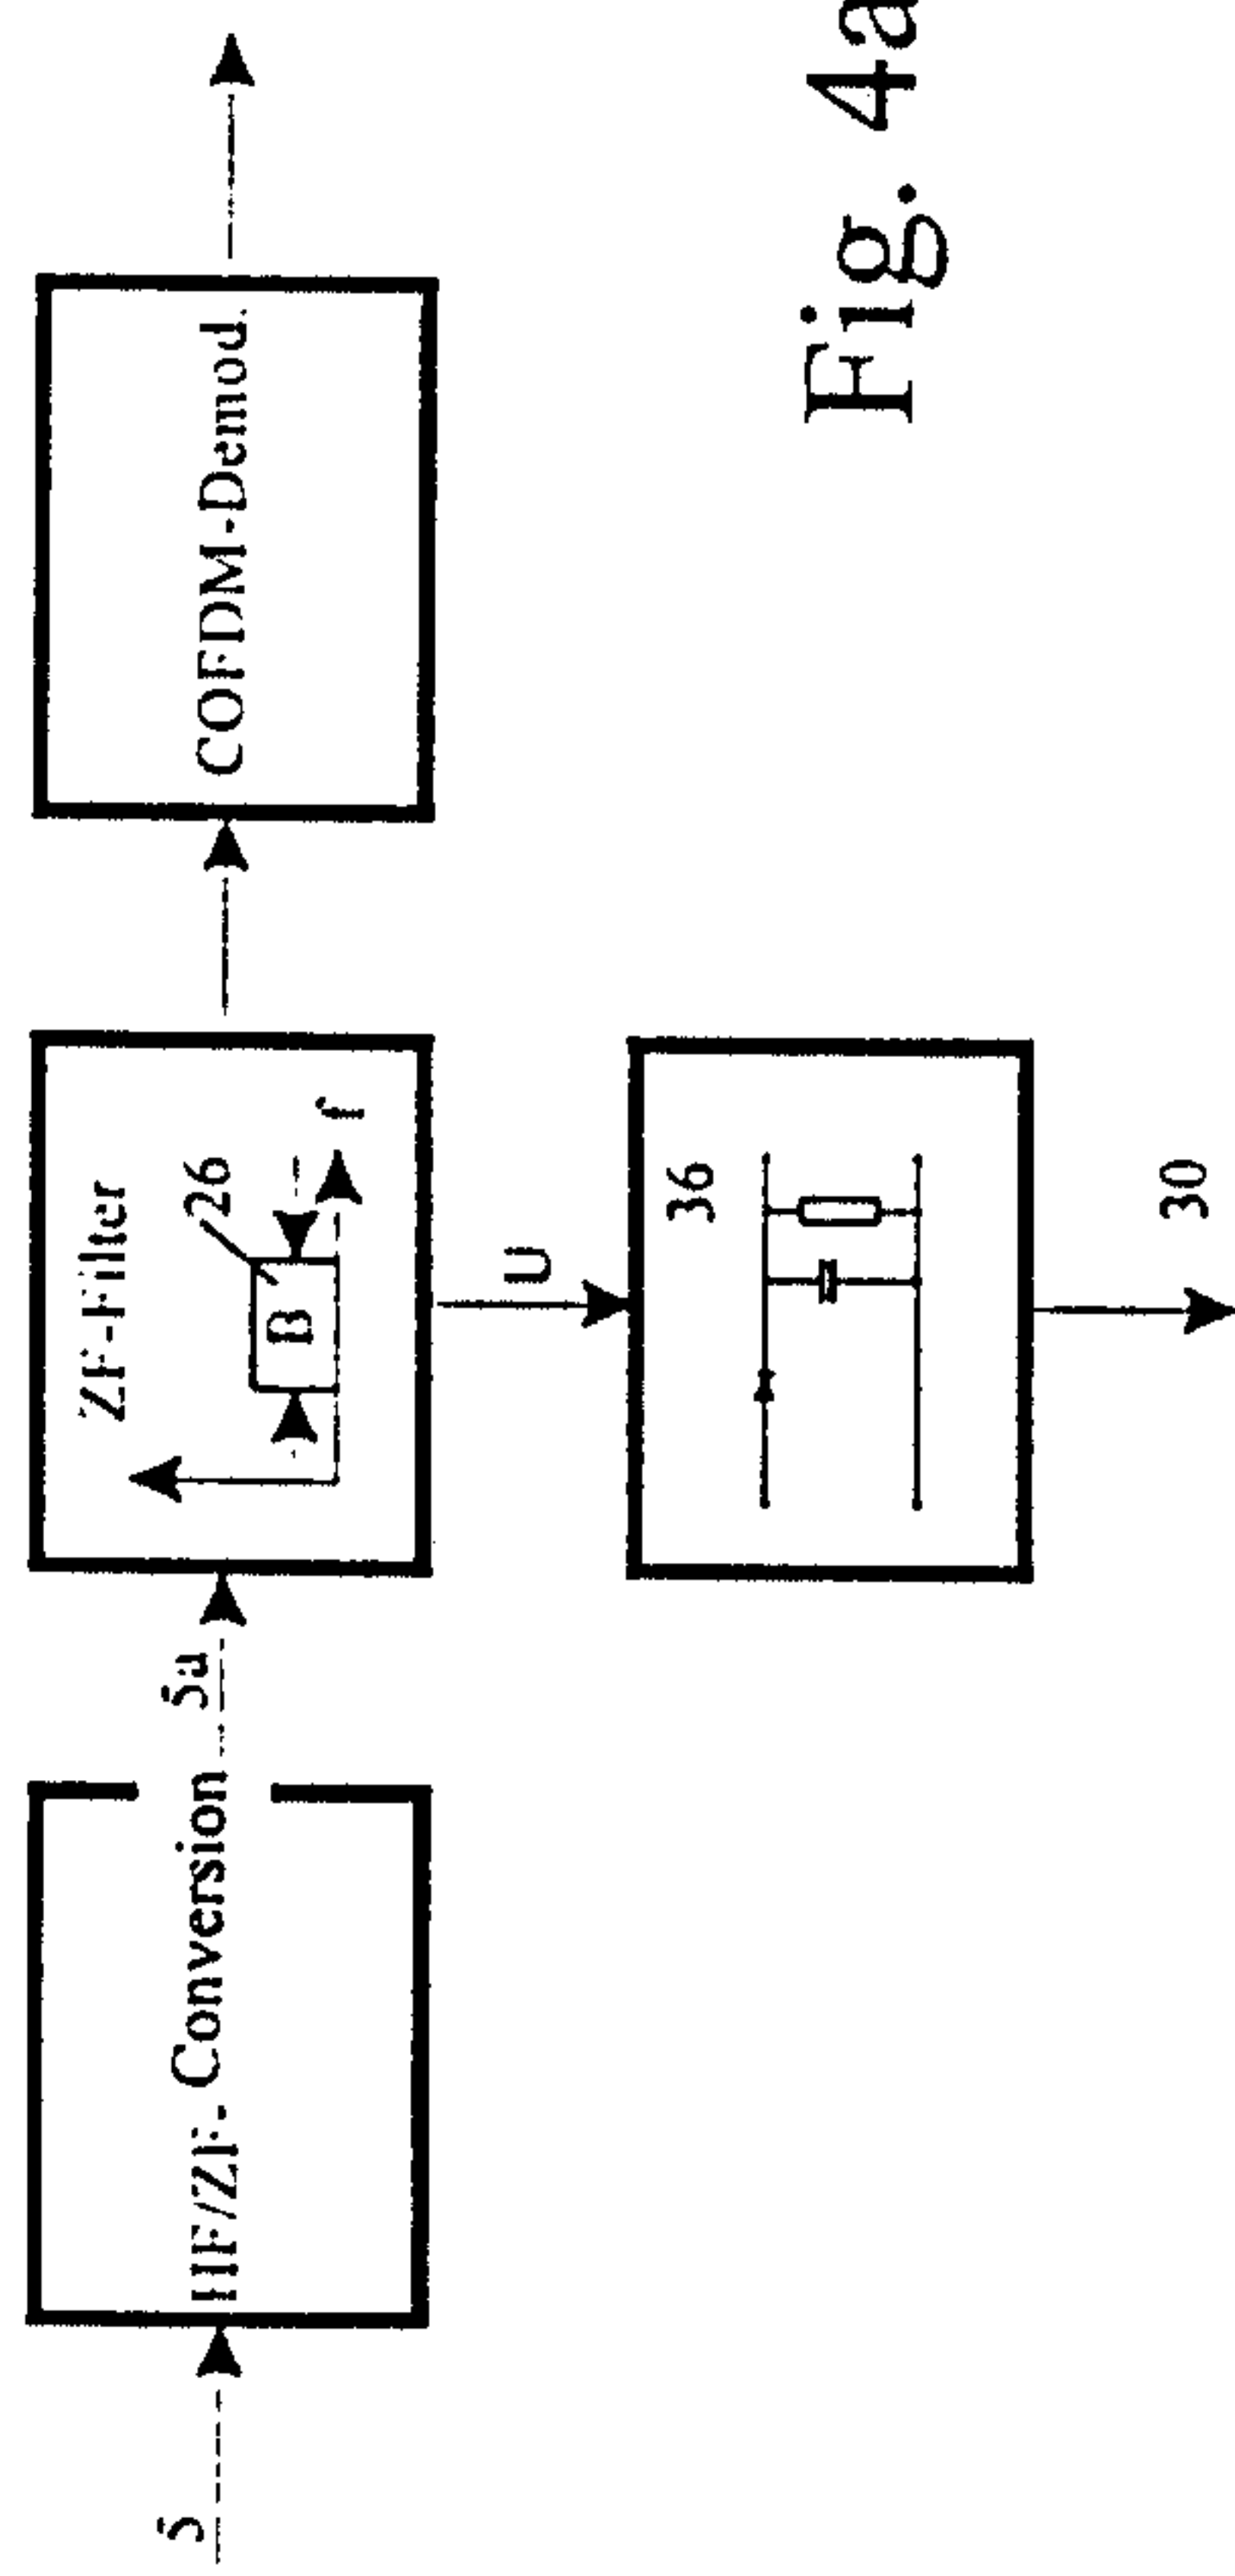 5
HF/ZF- Conversion
5a
ZF-Filter
26
B
f
COFDM-Demod.
U
36
30
Fig. 4a